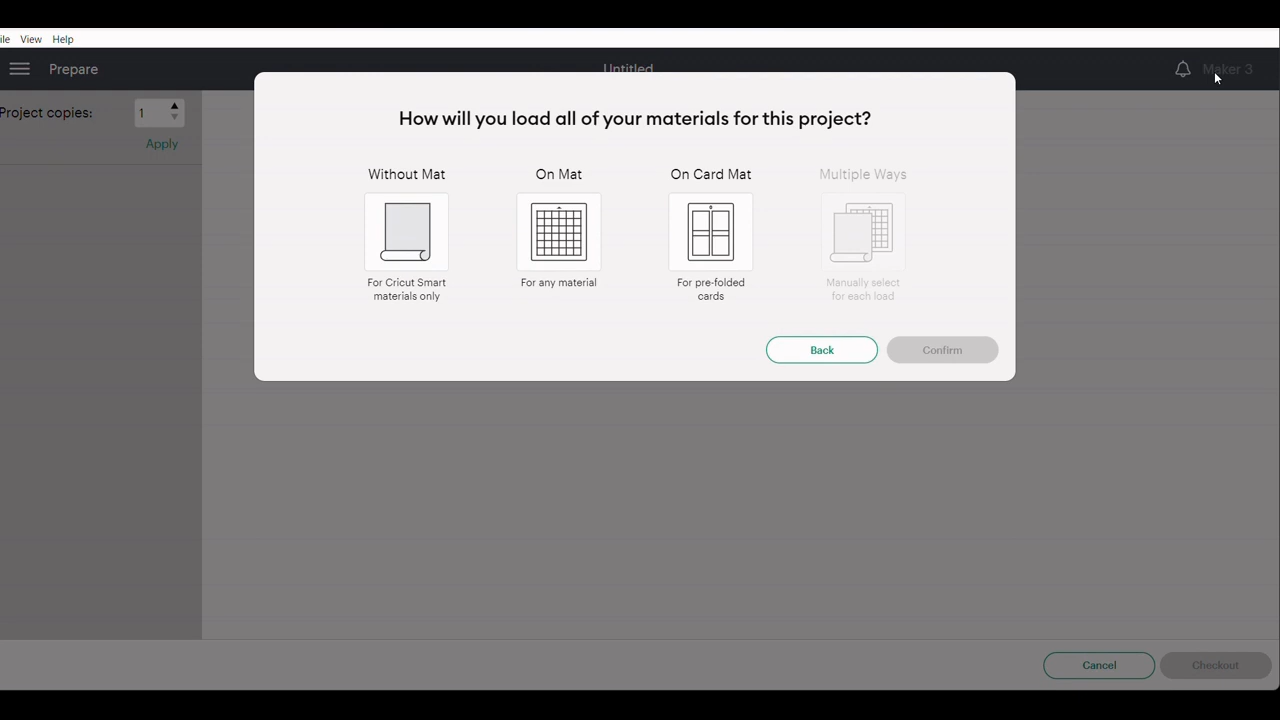 ile View Help
Prepare
Untitled
Maker 3
Project copies:
1
Apply
How will you load all of your materials for this project?
Without Mat
For Cricut Smart
materials only
On Mat
For any material
On Card Mat
For pre-folded
cards
Multiple Ways
Manually select
for each load
Back
Confirm
Cancel
Checkout